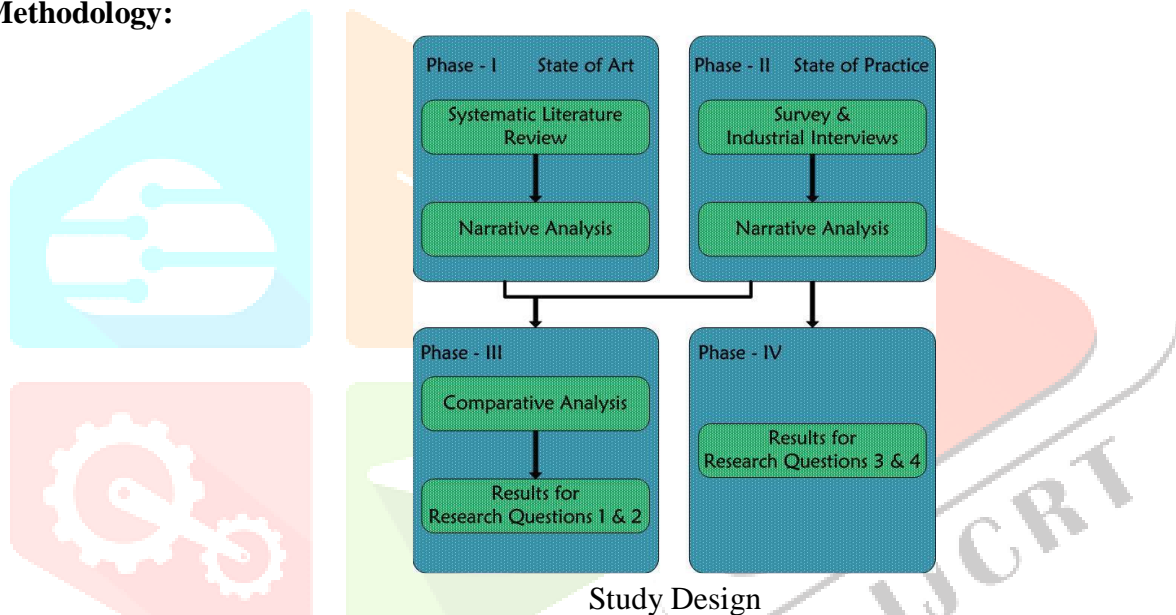 Methodology:
Phase - I State of Art
Systematic Literature
Review
Narrative Analysis
Phase - II State of Practice
Survey &
Industrial Interviews
Narrative Analysis
Phase - III
Comparative Analysis
Results for
Research Questions 1 & 2
Phase - IV
Results for
Research Questions 3 & 4
IJCRT
Study Design